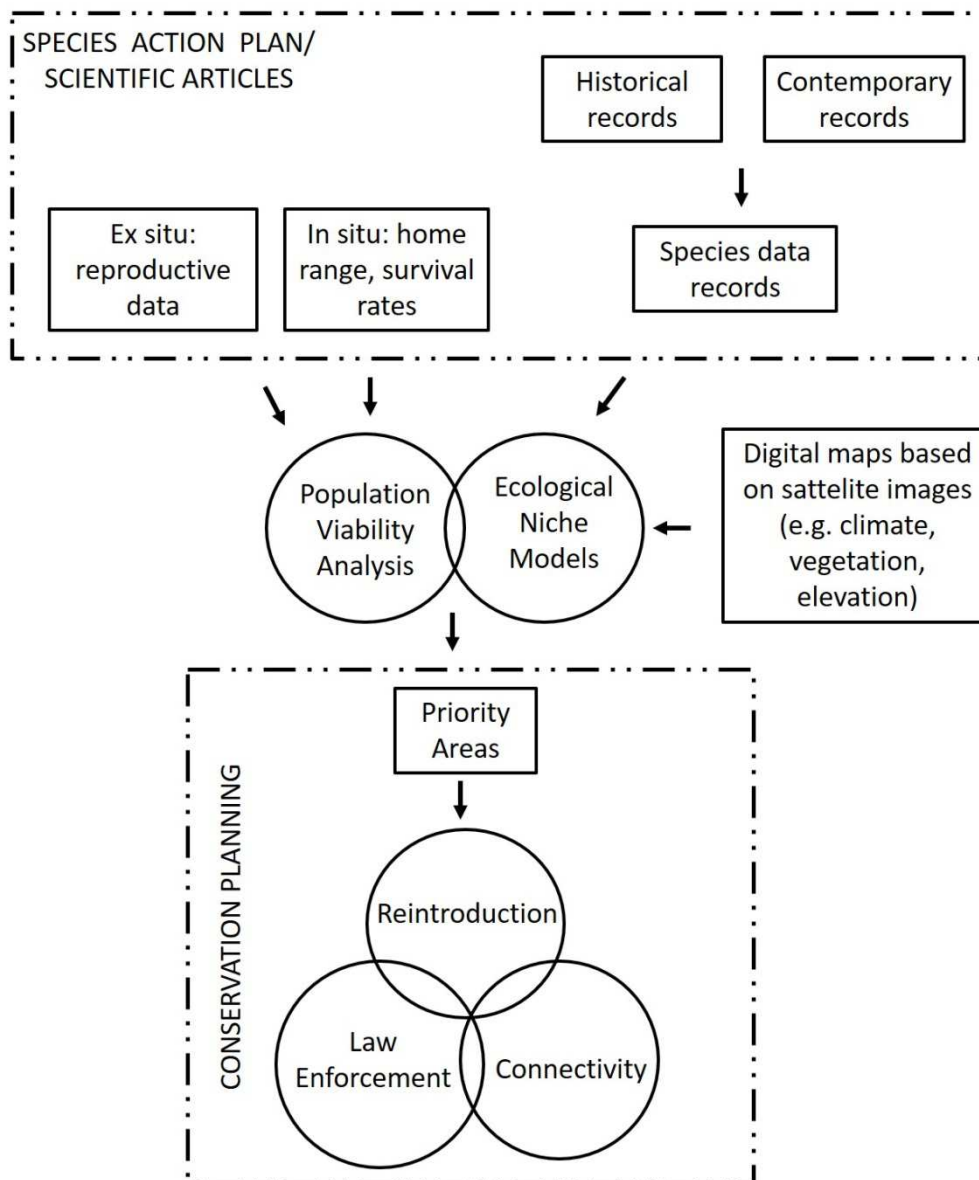 SPECIES ACTION PLAN/
SCIENTIFIC ARTICLES
Historical
records
Contemporary
records
Ex situ:
reproductive
data
In situ: home
range, survival
rates
Species data
records
Population
Viability
Analysis
Ecological
Niche
Models
Digital maps based
on sattelite images
(e.g. climate,
vegetation,
elevation)
Priority
Areas
CONSERVATION PLANNING
Reintroduction
Law
Enforcement
Connectivity